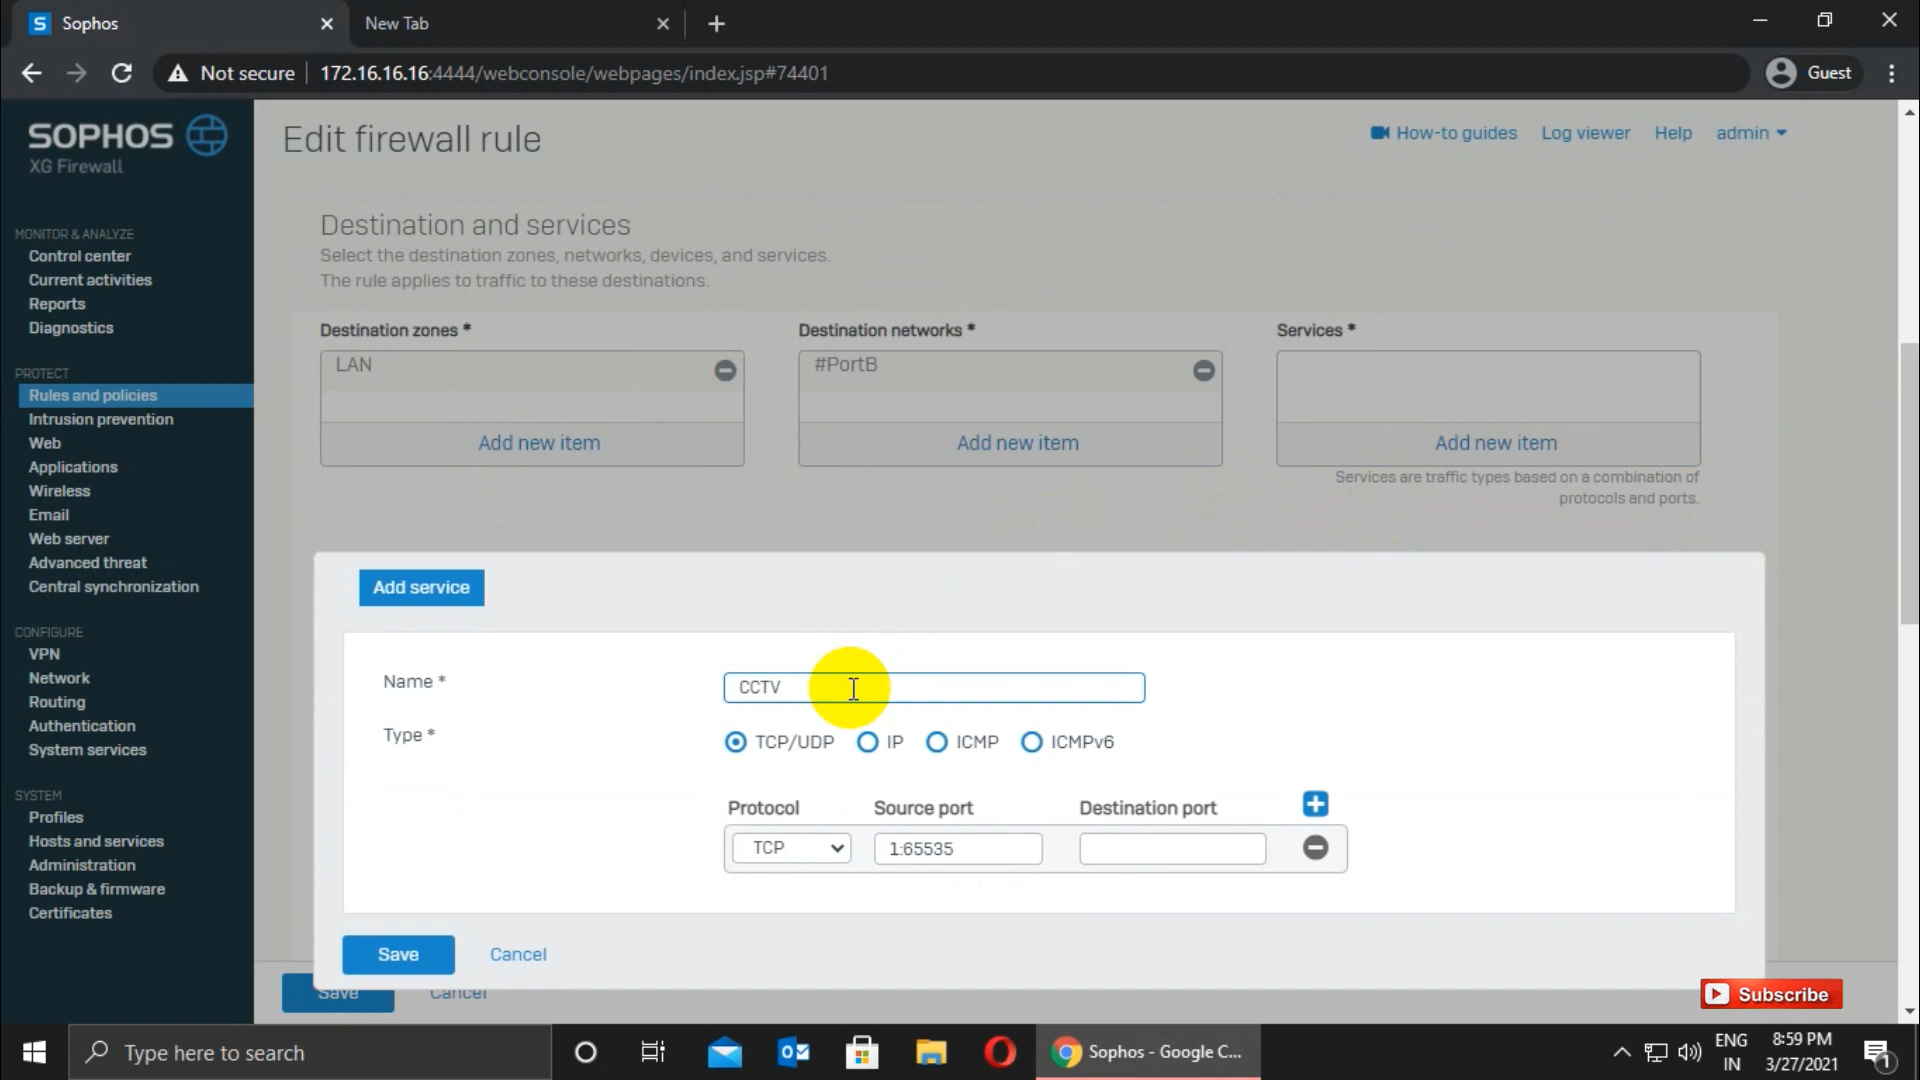 Sophos
New Tab
Not secure
172.16.16.16:4444/webconsole/webpages/index.jsp#74401
Guest
SOPHOS
XG Firewall
Edit firewall rule
How-to guides
Log viewer
Help
admin
MONITOR & ANALYZE
Control center
Current activities
Reports
Diagnostics
PROTECT
Rules and policies
Intrusion prevention
Web
Applications
Wireless
Email
Web server
Advanced threat
Central synchronization
CONFIGURE
VPN
Network
Routing
Authentication
System services
SYSTEM
Profiles
Hosts and services
Administration
Backup & firmware
Certificates
Destination and services
Select the destination zones, networks, devices, and services.
The rule applies to traffic to these destinations.
Destination zones *
LAN
Add new item
Destination networks *
#PortB
Add new item
Services *
Add new item
Services are traffic types based on a combination of
protocols and ports.
Add service
Name *
CCTV
Type *
TCP/UDP
IP
ICMP
ICMPv6
Protocol
Source port
Destination port
TCP
1:65535
Save
Cancel
Save
Cancel
Subscribe
Type here to search
Sophos - Google C...
ENG
IN
8:59 PM
3/27/2021
1